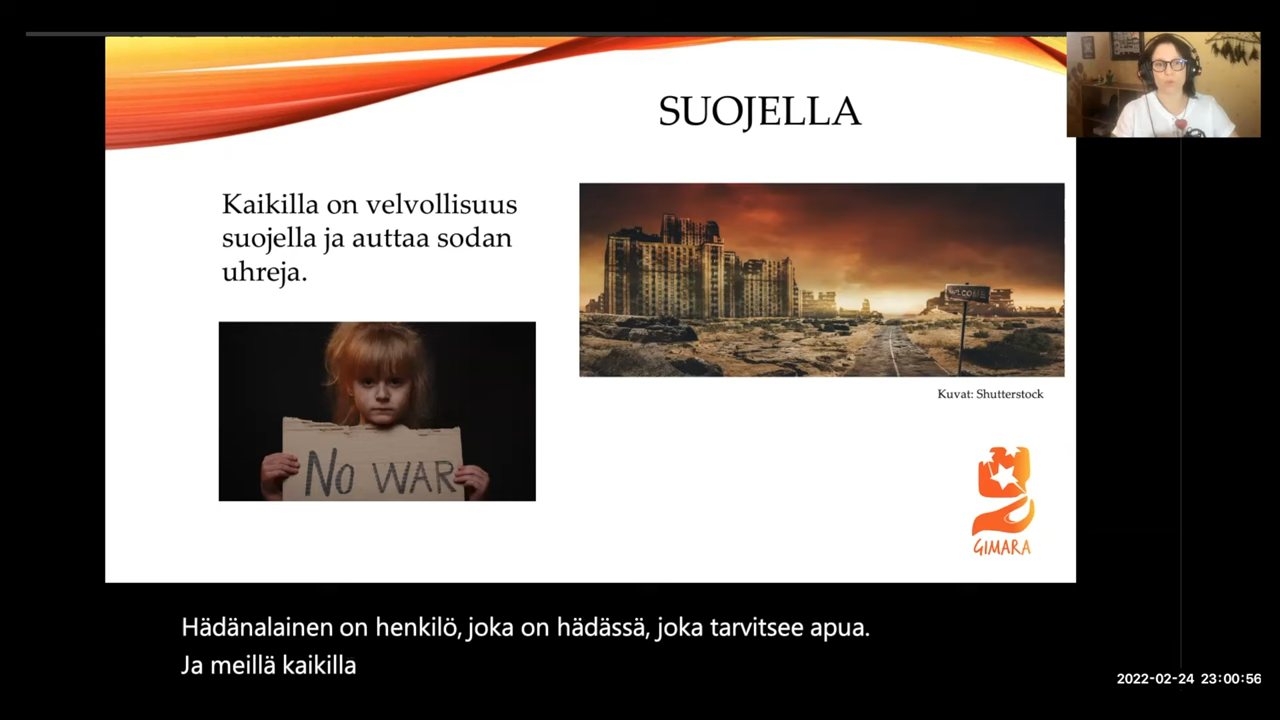 SUOJELLA
Kaikilla on velvollisuus
suojella ja auttaa sodan
uhreja.
WELCOME
Kuvat: Shutterstock
NO WAR
GIMARA
Hädänalainen on henkilö, joka on hädässä, joka tarvitsee apua.
Ja meillä kaikilla
2022-02-24 23:00:56